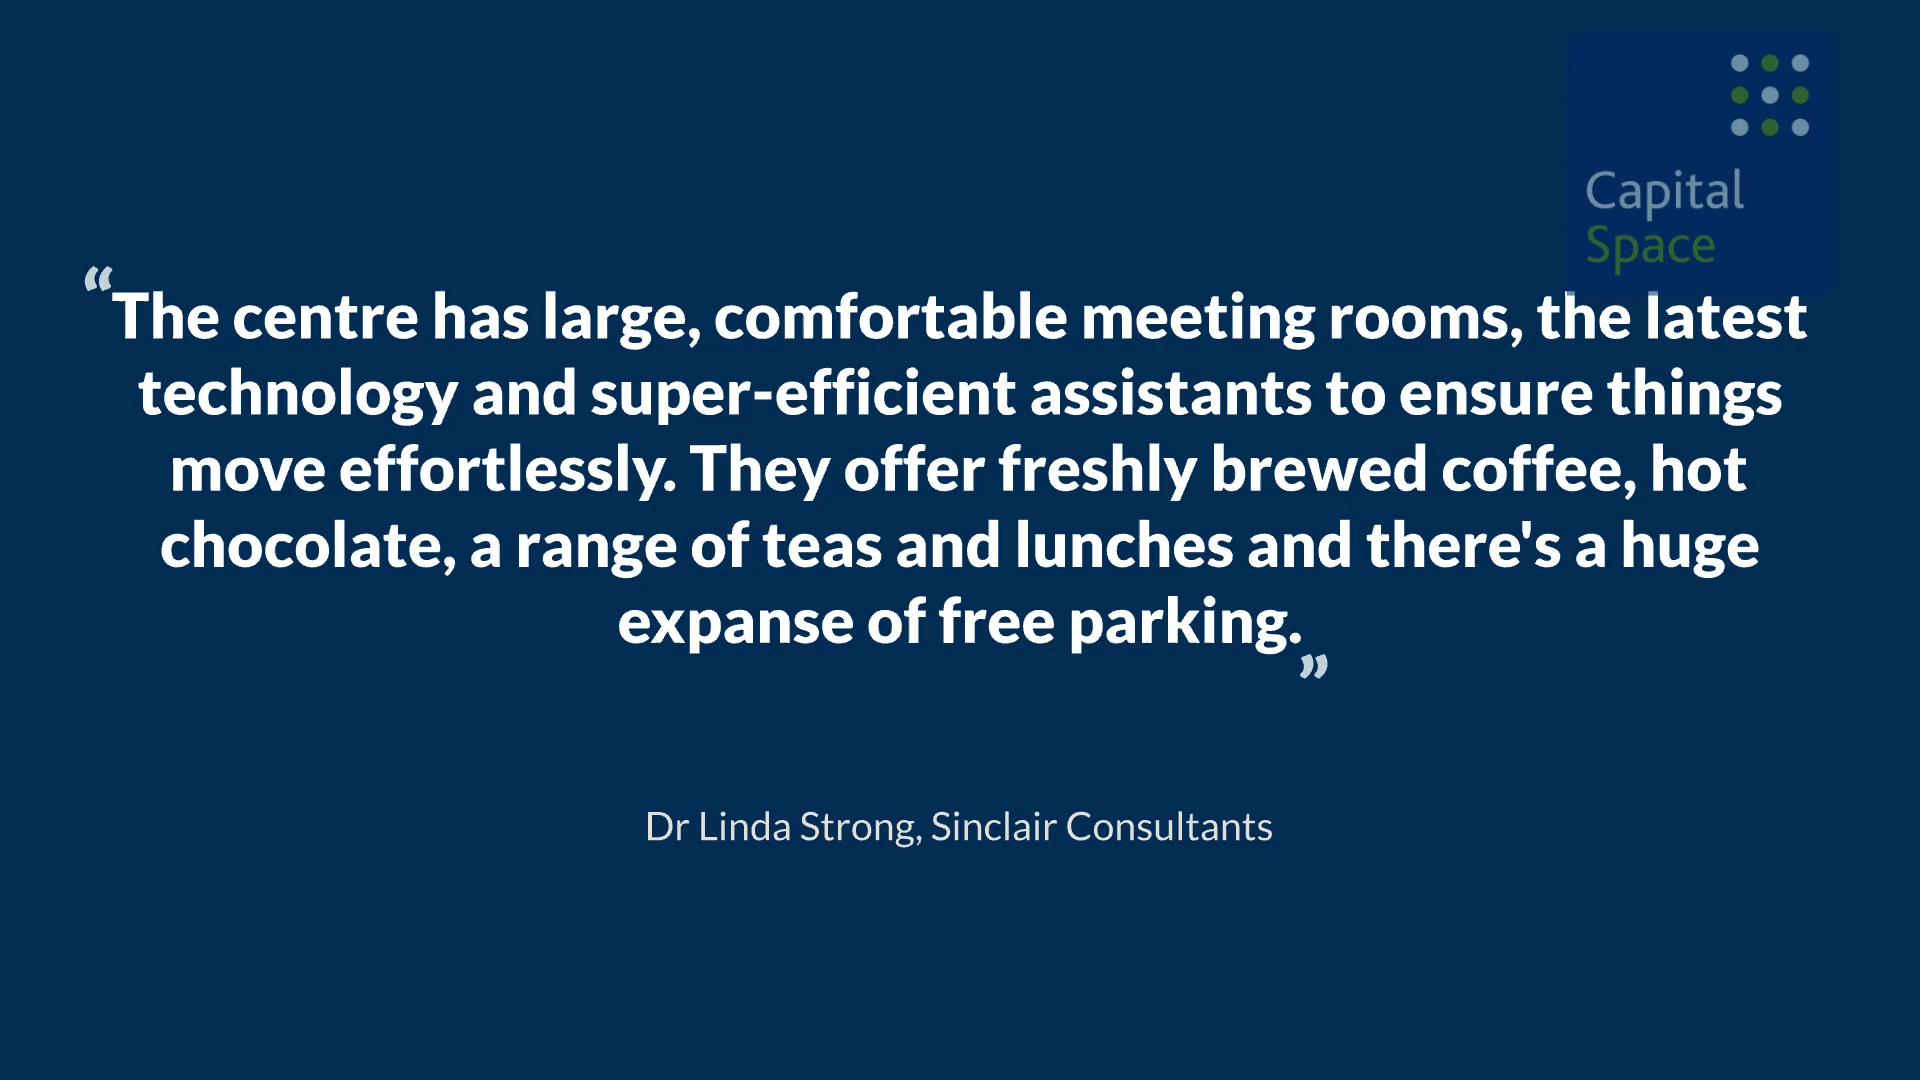 Capital
Space
“The centre has large, comfortable meeting rooms, the latest
technology and super-efficient assistants to ensure things
move effortlessly. They offer freshly brewed coffee, hot
chocolate, a range of teas and lunches and there's a huge
expanse of free parking.”
Dr Linda Strong, Sinclair Consultants